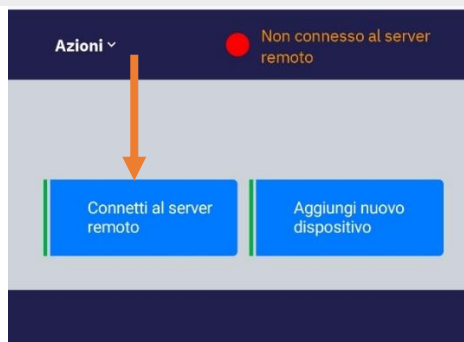 Azioni
Non connesso al server
remoto
Connetti al server
remoto
Aggiungi nuovo
dispositivo